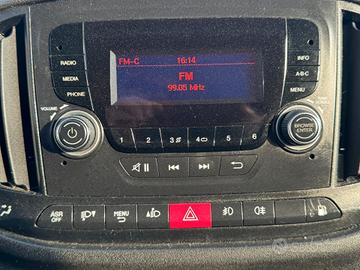 FM-C 16:14
FM
99.05 MHz
RADIO
MEDIA
PHONE
INFO
A-B-C
MENU
VOLUME
BROWSE
ENTER
1 2 3 4 5 6
ASR
OFF
MENU